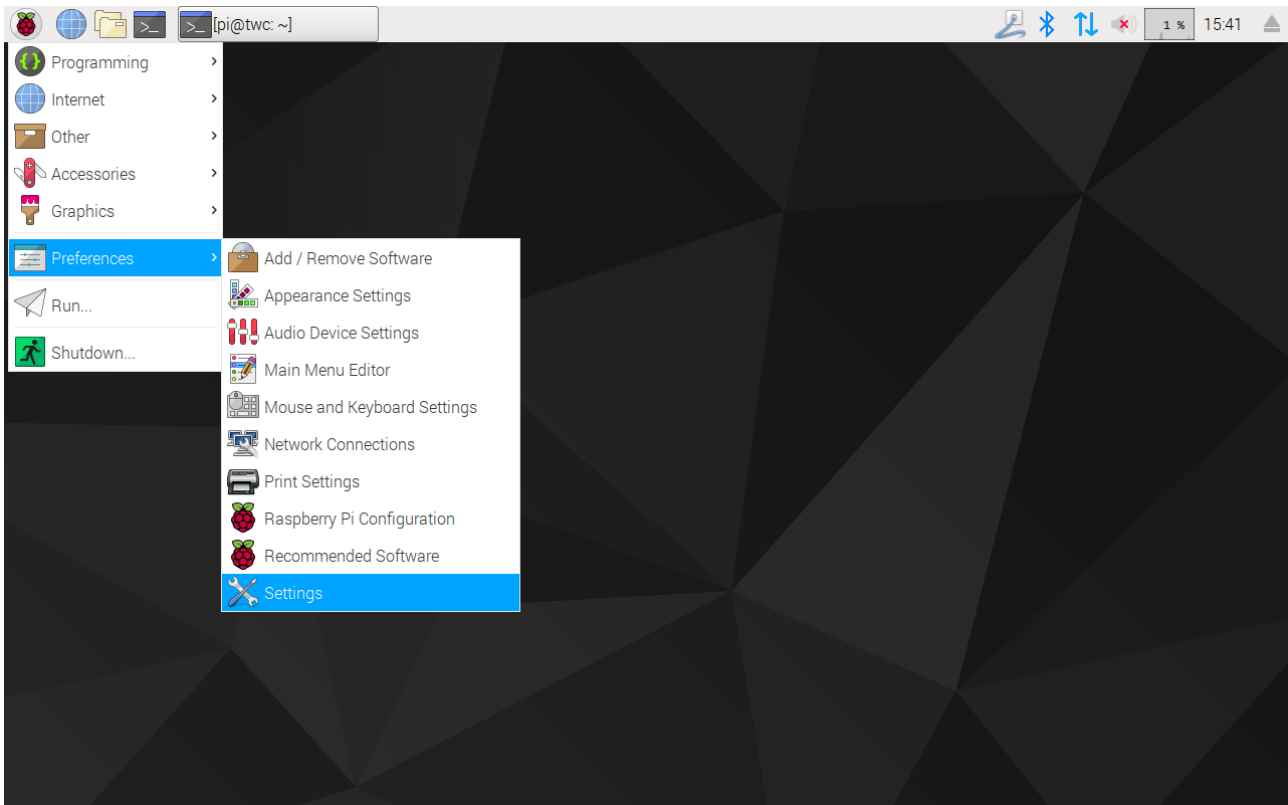 [pi@twc: ~]
1 %
15:41
Programming
Internet
Other
Accessories
Graphics
Preferences
Run...
Shutdown...
Add / Remove Software
Appearance Settings
Audio Device Settings
Main Menu Editor
Mouse and Keyboard Settings
Network Connections
Print Settings
Raspberry Pi Configuration
Recommended Software
Settings